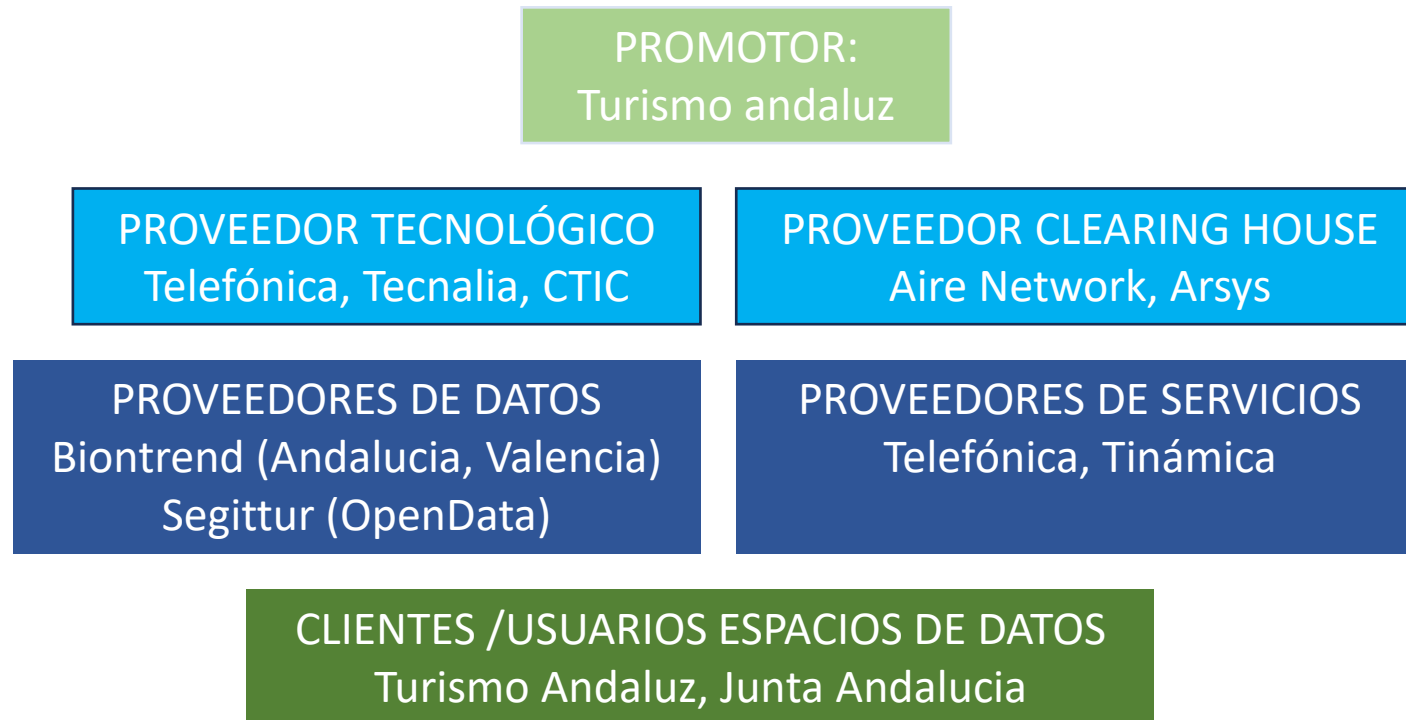 PROMOTOR:
Turismo andaluz
PROVEEDOR TECNOLÓGICO
Telefónica, Tecnalia, CTIC
PROVEEDOR CLEARING HOUSE
Aire Network, Arsys
PROVEEDORES DE DATOS
Biontrend (Andalucia, Valencia)
Segittur (OpenData)
PROVEEDORES DE SERVICIOS
Telefónica, Tinámica
CLIENTES /USUARIOS ESPACIOS DE DATOS
Turismo Andaluz, Junta Andalucia